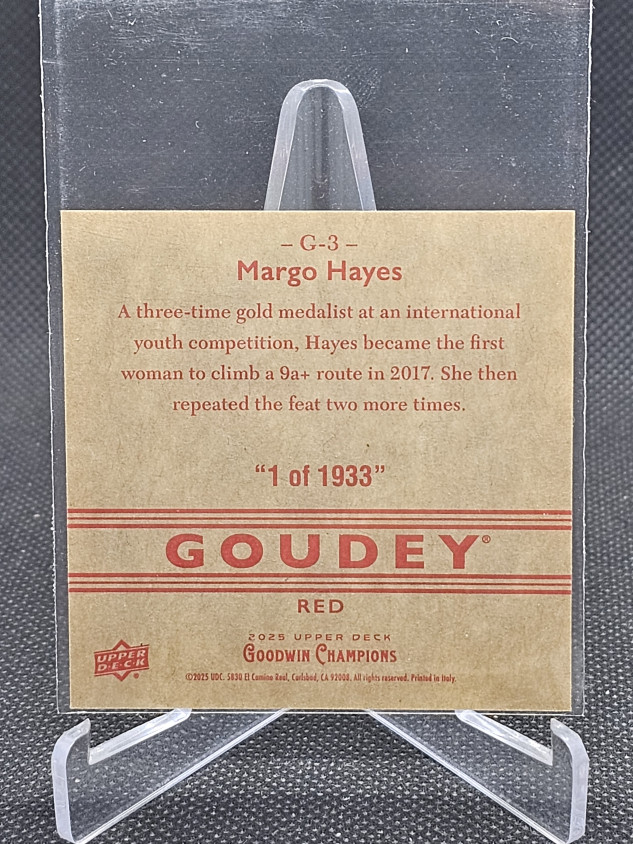 – G-3 –
Margo Hayes
A three-time gold medalist at an international
youth competition, Hayes became the first
woman to climb a 9a+ route in 2017. She then
repeated the feat two more times.
“1 of 1933”
GOUDEY®
RED
2025 UPPER DECK
GOODWIN CHAMPIONS
UPPER
D·E·C·K
©2025 UDC. 5830 El Camino Real, Carlsbad, CA 92008. All rights reserved. Printed in Italy.